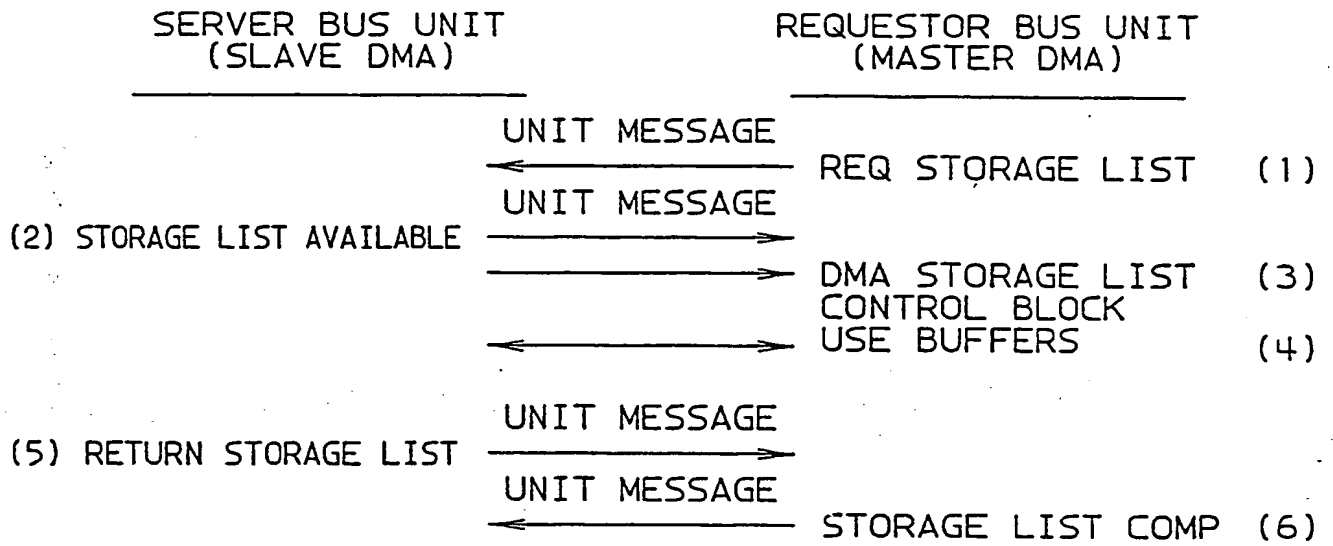 SERVER BUS UNIT
(SLAVE DMA)
REQUESTOR BUS UNIT
(MASTER DMA)
UNIT MESSAGE
REQ STORAGE LIST (1)
UNIT MESSAGE
(2) STORAGE LIST AVAILABLE
DMA STORAGE LIST (3)
CONTROL BLOCK
USE BUFFERS (4)
UNIT MESSAGE
(5) RETURN STORAGE LIST
UNIT MESSAGE
STORAGE LIST COMP (6)